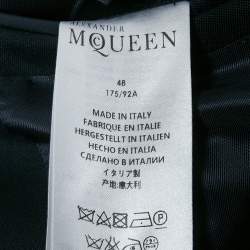 ALEXANDER
McQUEEN
48
175/92A
MADE IN ITALY
FABRIQUE EN ITALIE
HERGESTELLT IN ITALIEN
HECHO EN ITALIA
СДЕЛАНО В ИТАЛИИ
イタリア製
产地:意大利